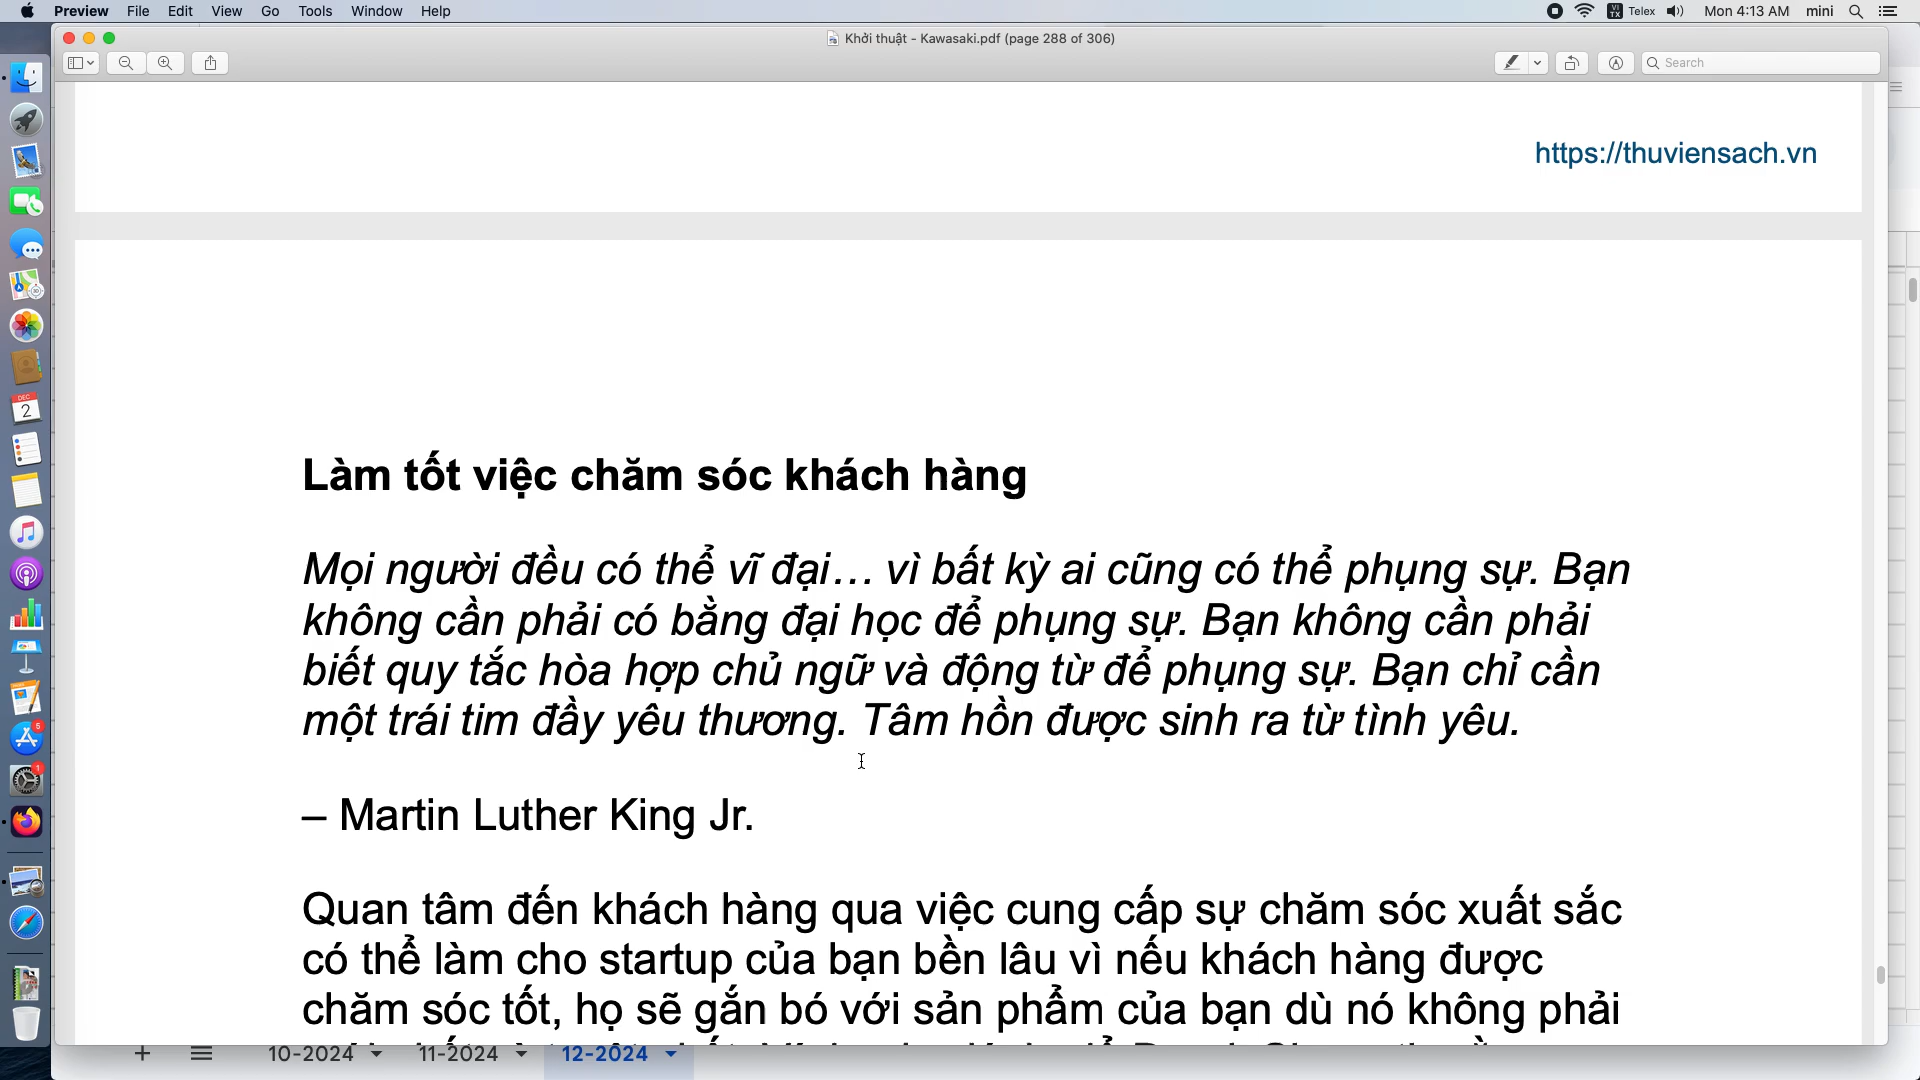 Preview File Edit View Go Tools Window Help
VI TX Telex Mon 4:13 AM mini
Khởi thuật - Kawasaki.pdf (page 288 of 306)
Search
https://thuviensach.vn
DEC
2
5
1
Làm tốt việc chăm sóc khách hàng
Mọi người đều có thể vĩ đại… vì bất kỳ ai cũng có thể phụng sự. Bạn
không cần phải có bằng đại học để phụng sự. Bạn không cần phải
biết quy tắc hòa hợp chủ ngữ và động từ để phụng sự. Bạn chỉ cần
một trái tim đầy yêu thương. Tâm hồn được sinh ra từ tình yêu.
– Martin Luther King Jr.
Quan tâm đến khách hàng qua việc cung cấp sự chăm sóc xuất sắc
có thể làm cho startup của bạn bền lâu vì nếu khách hàng được
chăm sóc tốt, họ sẽ gắn bó với sản phẩm của bạn dù nó không phải
10-2024 11-2024 12-2024